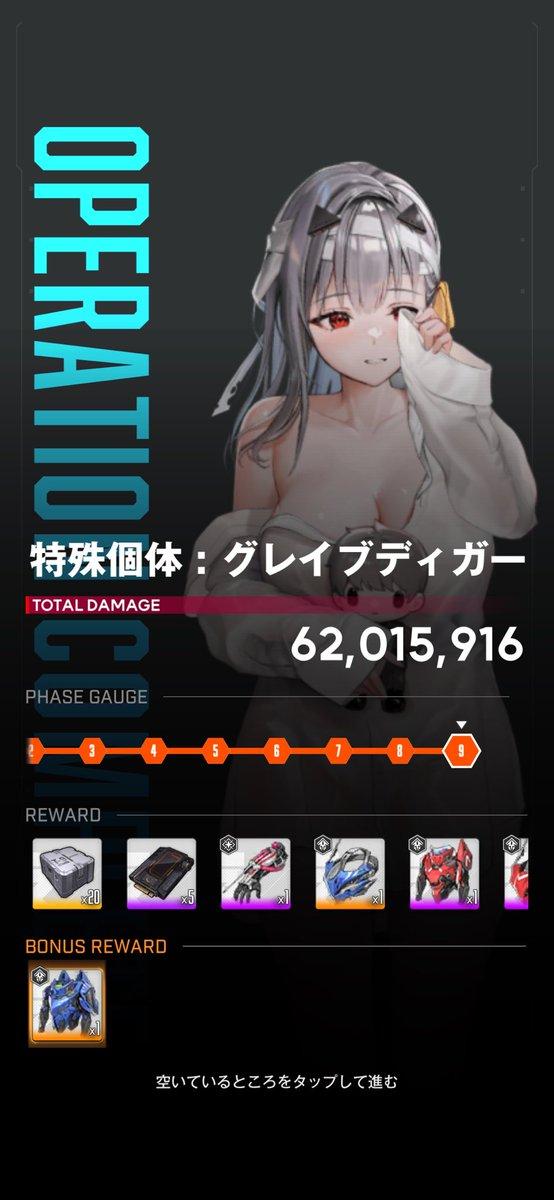 OPERATION COMPLETE
特殊個体：グレイブディガー
TOTAL DAMAGE
62,015,916
PHASE GAUGE
2 3 4 5 6 7 8 9
REWARD
x20 x5 x1 x1 x1
BONUS REWARD
x1
空いているところをタップして進む